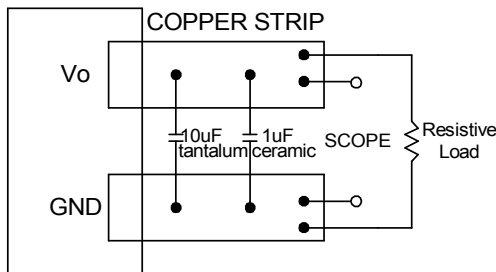 COPPER STRIP
Vo
10uF 1uF
tantalum ceramic
SCOPE
Resistive
Load
GND